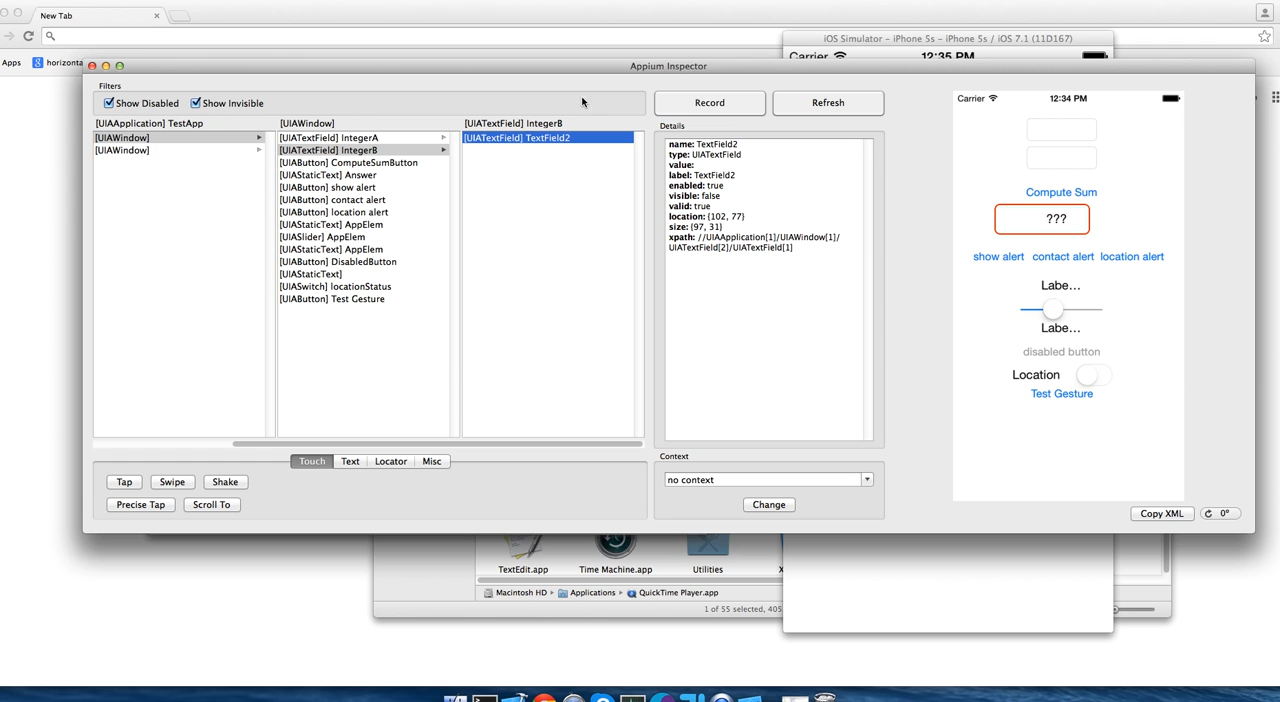 New Tab
iOS Simulator – iPhone 5s – iPhone 5s / iOS 7.1 (11D167)
Apps
Carrier 12:35 PM
Appium Inspector
Filters
Show Disabled Show Invisible
Record
Refresh
[UIAApplication] TestApp
[UIAWindow]
[UIAWindow]
[UIAWindow]
[UIATextField] IntegerA
[UIATextField] IntegerB
[UIAButton] ComputeSumButton
[UIAStaticText] Answer
[UIAButton] show alert
[UIAButton] contact alert
[UIAButton] location alert
[UIAStaticText] AppElem
[UIASlider] AppElem
[UIAStaticText] AppElem
[UIAButton] DisabledButton
[UIAStaticText]
[UIASwitch] locationStatus
[UIAButton] Test Gesture
[UIATextField] IntegerB
[UIATextField] TextField2
Details
name: TextField2
type: UIATextField
value:
label: TextField2
enabled: true
visible: false
valid: true
location: {102, 77}
size: {97, 31}
xpath: //UIAApplication[1]/UIAWindow[1]/
UIATextField[2]/UIATextField[1]
Carrier 12:34 PM
Compute Sum
???
show alert contact alert location alert
Labe...
Labe...
disabled button
Location
Test Gesture
Touch Text Locator Misc
Tap Swipe Shake
Precise Tap Scroll To
Context
no context
Change
Copy XML 0°
TextEdit.app Time Machine.app Utilities
Macintosh HD Applications QuickTime Player.app
1 of 55 selected,